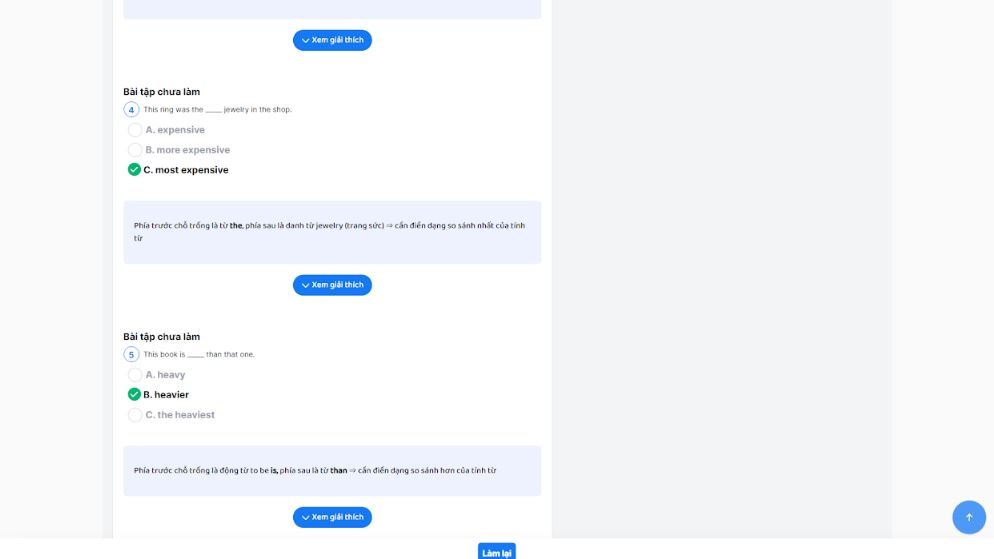 Xem giải thích
Bài tập chưa làm
4 This ring was the _____ jewelry in the shop.
A. expensive
B. more expensive
C. most expensive
Phía trước chỗ trống là từ the, phía sau là danh từ jewelry (trang sức) ⇒ cần điền dạng so sánh nhất của tính
từ
Xem giải thích
Bài tập chưa làm
5 This book is _____ than that one.
A. heavy
B. heavier
C. the heaviest
Phía trước chỗ trống là động từ to be is, phía sau là từ than ⇒ cần điền dạng so sánh hơn của tính từ
Xem giải thích
Làm lại